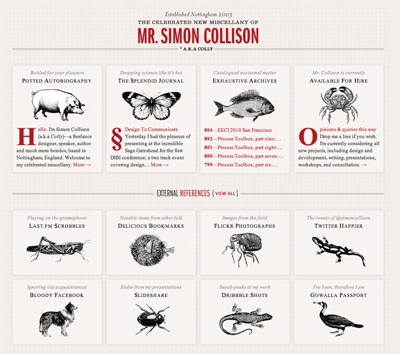 Established Nottingham 2003
THE CELEBRATED NEW MISCELLANY OF
MR. SIMON COLLISON
* A.K.A COLLY
Bottled for your pleasure
POTTED AUTOBIOGRAPHY
Hello. I'm Simon Collison
(a.k.a Colly)—a freelance
designer, speaker, author
and much more besides, based in
Nottingham, England. Welcome to
my celebrated miscellany. More →
Dropping science like it's hot
THE SPLENDID JOURNAL
§ Design To Communicate
Yesterday I had the pleasure of
presenting at the incredible
Sage Gateshead for the first
DIBI conference; a two track event
covering design… More →
Catalogued nocturnal matter
EXHAUSTIVE ARCHIVES
804—EECI 2010 San Francisco
802—Process Toolbox, part nine:…
801—Process Toolbox, part eight:…
800—Process Toolbox, part seven:…
799—Process Toolbox, part six:…
Mr. Collison is currently
AVAILABLE FOR HIRE
Opinions & queries this way
Drop me a line if you wish.
I'm currently considering all
new projects, including design and
development, writing, presentations,
workshops, and consultation. →
EXTERNAL REFERENCES { VIEW ALL }
Playing on the gramophone
LAST.FM SCROBBLES
Notable items from other folk
DELICIOUS BOOKMARKS
Images from the field
FLICKR PHOTOGRAPHS
The tweets of @simoncollison
TWITTER HAPPIER
Ignoring old acquaintances
BLOODY FACEBOOK
Slides from my presentations
SLIDESHARE
Sneak-peeks at my work
DRIBBBLE SHOTS
I've been, therefore I am
GOWALLA PASSPORT